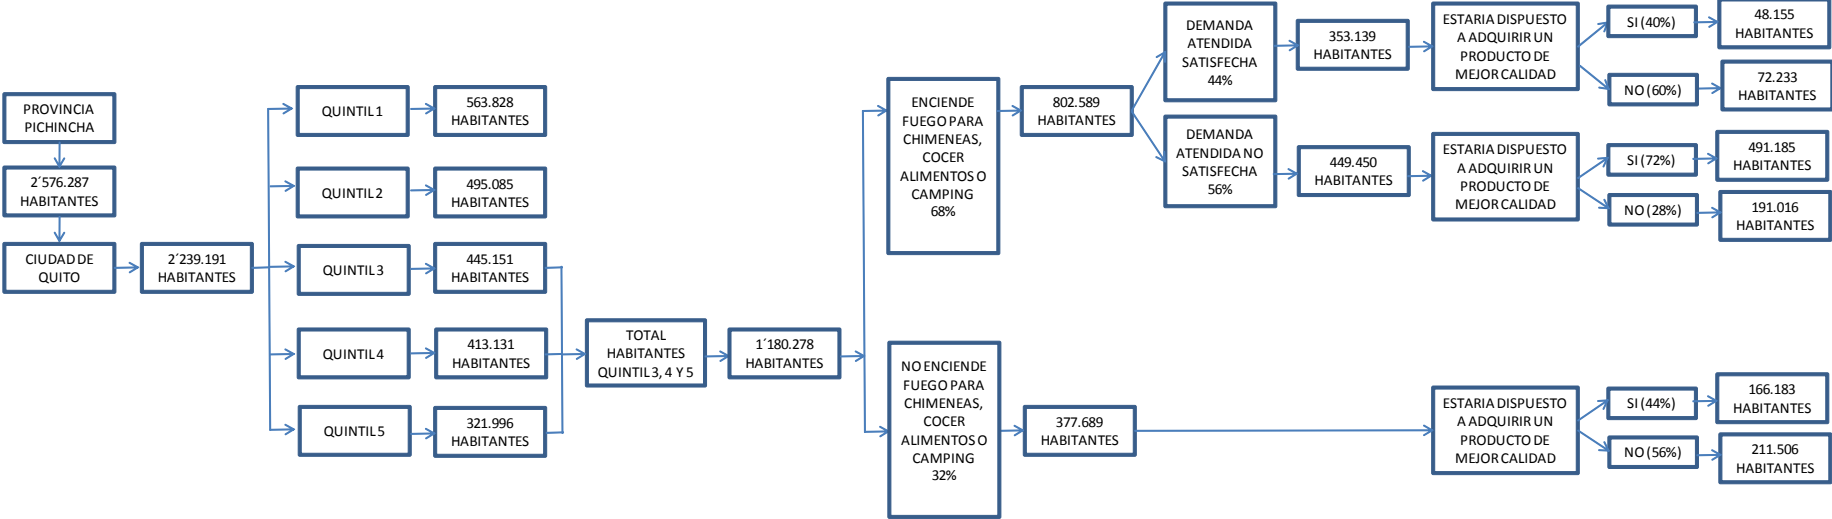 PROVINCIA
PICHINCHA
2´576.287
HABITANTES
CIUDAD DE
QUITO
2´239.191
HABITANTES
QUINTIL 1
563.828
HABITANTES
QUINTIL 2
495.085
HABITANTES
QUINTIL 3
445.151
HABITANTES
QUINTIL 4
413.131
HABITANTES
QUINTIL 5
321.996
HABITANTES
TOTAL
HABITANTES
QUINTIL 3, 4 Y 5
1´180.278
HABITANTES
ENCIENDE
FUEGO PARA
CHIMENEAS,
COCER
ALIMENTOS O
CAMPING
68%
802.589
HABITANTES
DEMANDA
ATENDIDA
SATISFECHA
44%
353.139
HABITANTES
ESTARIA DISPUESTO
A ADQUIRIR UN
PRODUCTO DE
MEJOR CALIDAD
SI (40%)
48.155
HABITANTES
NO (60%)
72.233
HABITANTES
DEMANDA
ATENDIDA NO
SATISFECHA
56%
449.450
HABITANTES
ESTARIA DISPUESTO
A ADQUIRIR UN
PRODUCTO DE
MEJOR CALIDAD
SI (72%)
491.185
HABITANTES
NO (28%)
191.016
HABITANTES
NO ENCIENDE
FUEGO PARA
CHIMENEAS,
COCER
ALIMENTOS O
CAMPING
32%
377.689
HABITANTES
ESTARIA DISPUESTO
A ADQUIRIR UN
PRODUCTO DE
MEJOR CALIDAD
SI (44%)
166.183
HABITANTES
NO (56%)
211.506
HABITANTES